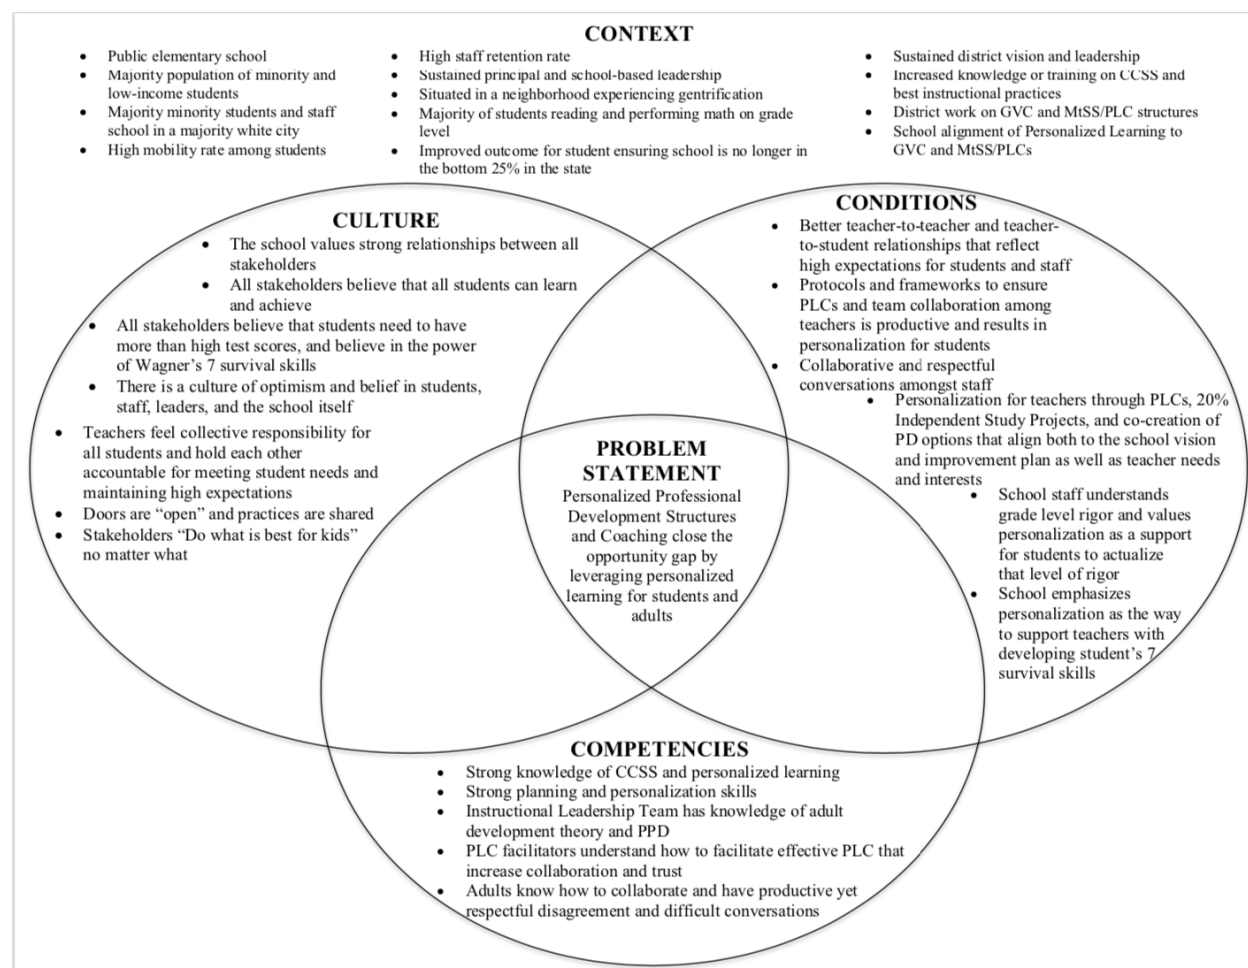 CONTEXT
• Public elementary school
• Majority population of minority and
low-income students
• Majority minority students and staff
school in a majority white city
• High mobility rate among students
• High staff retention rate
• Sustained principal and school-based leadership
• Situated in a neighborhood experiencing gentrification
• Majority of students reading and performing math on grade
level
• Improved outcome for student ensuring school is no longer in
the bottom 25% in the state
• Sustained district vision and leadership
• Increased knowledge or training on CCSS and
best instructional practices
• District work on GVC and MtSS/PLC structures
• School alignment of Personalized Learning to
GVC and MtSS/PLCs
CULTURE
• The school values strong relationships between all
stakeholders
• All stakeholders believe that all students can learn
and achieve
• All stakeholders believe that students need to have
more than high test scores, and believe in the power
of Wagner's 7 survival skills
• There is a culture of optimism and belief in students,
staff, leaders, and the school itself
• Teachers feel collective responsibility for
all students and hold each other
accountable for meeting student needs and
maintaining high expectations
• Doors are “open” and practices are shared
• Stakeholders “Do what is best for kids”
no matter what
CONDITIONS
• Better teacher-to-teacher and teacher-
to-student relationships that reflect
high expectations for students and staff
• Protocols and frameworks to ensure
PLCs and team collaboration among
teachers is productive and results in
personalization for students
• Collaborative and respectful
conversations amongst staff
• Personalization for teachers through PLCs, 20%
Independent Study Projects, and co-creation of
PD options that align both to the school vision
and improvement plan as well as teacher needs
and interests
• School staff understands
grade level rigor and values
personalization as a support
for students to actualize
that level of rigor
• School emphasizes
personalization as the way
to support teachers with
developing student's 7
survival skills
PROBLEM
STATEMENT
Personalized Professional
Development Structures
and Coaching close the
opportunity gap by
leveraging personalized
learning for students and
adults
COMPETENCIES
• Strong knowledge of CCSS and personalized learning
• Strong planning and personalization skills
• Instructional Leadership Team has knowledge of adult
development theory and PPD
• PLC facilitators understand how to facilitate effective PLC that
increase collaboration and trust
• Adults know how to collaborate and have productive yet
respectful disagreement and difficult conversations